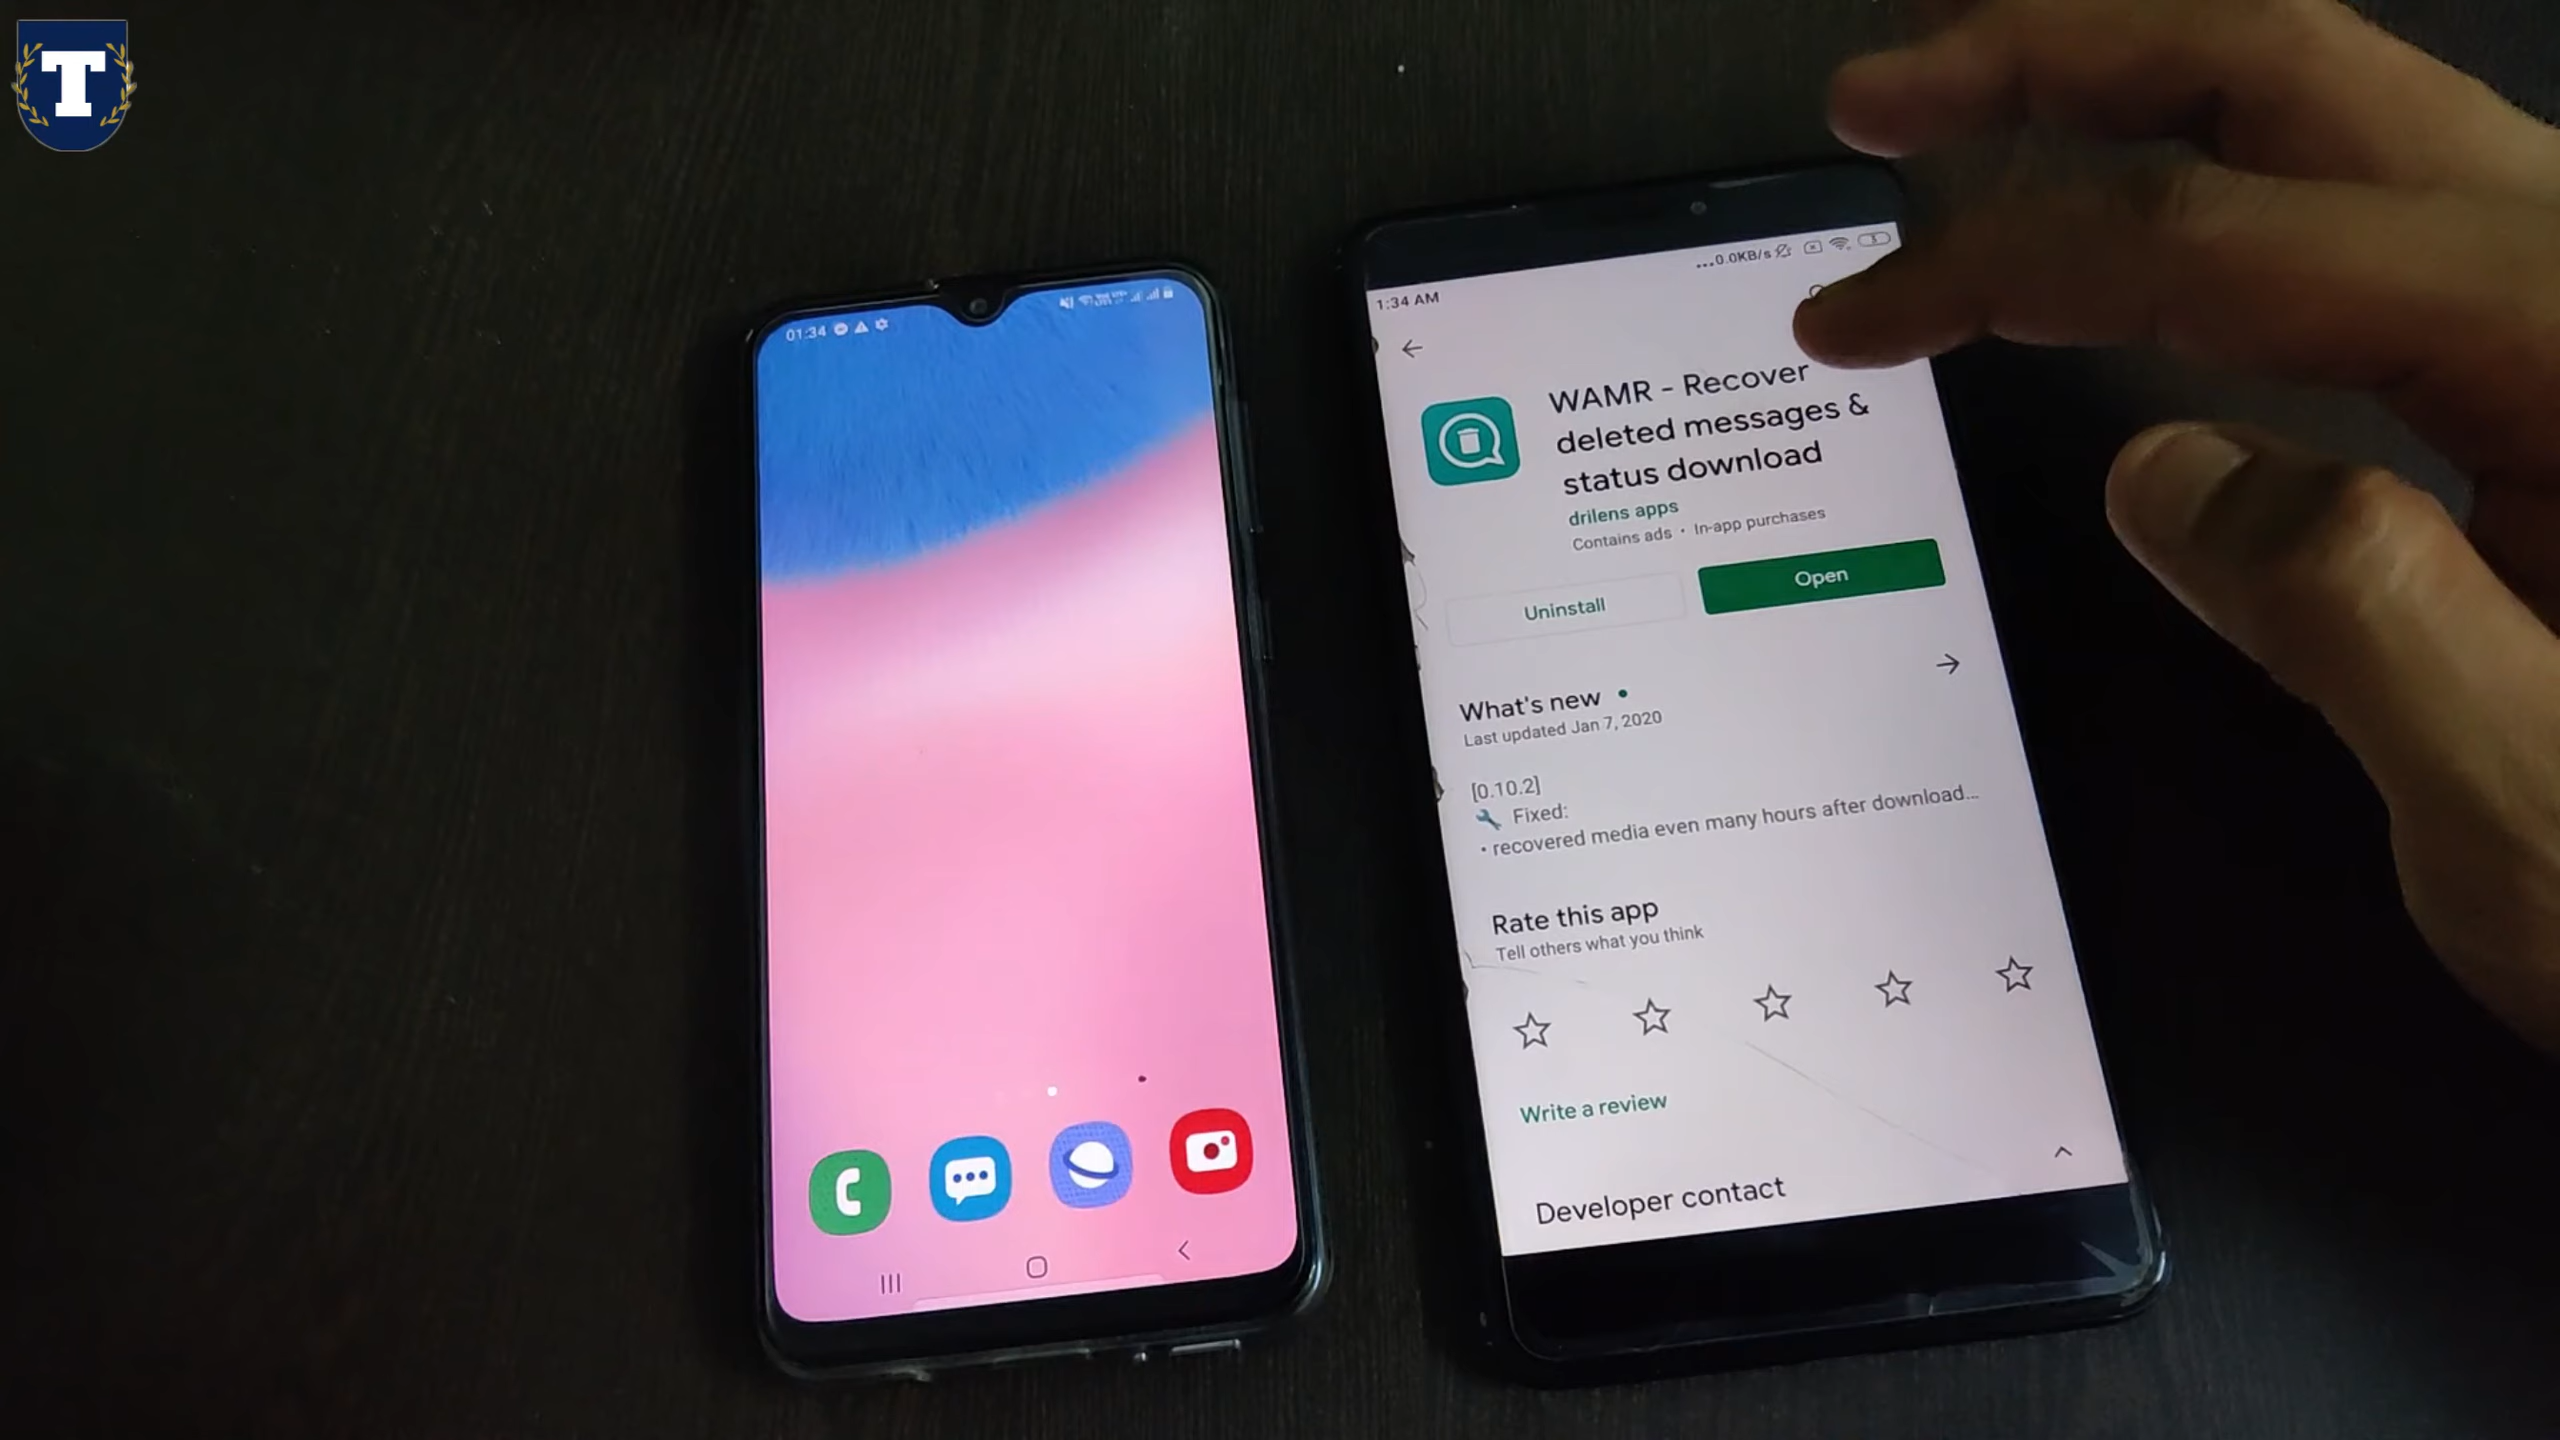 T
01:34
1:34 AM
...0.0KB/s
WAMR - Recover
deleted messages &
status download
drilens apps
Contains ads • In-app purchases
Uninstall
Open
What's new
Last updated Jan 7, 2020
[0.10.2]
Fixed:
• recovered media even many hours after download...
Rate this app
Tell others what you think
Write a review
Developer contact